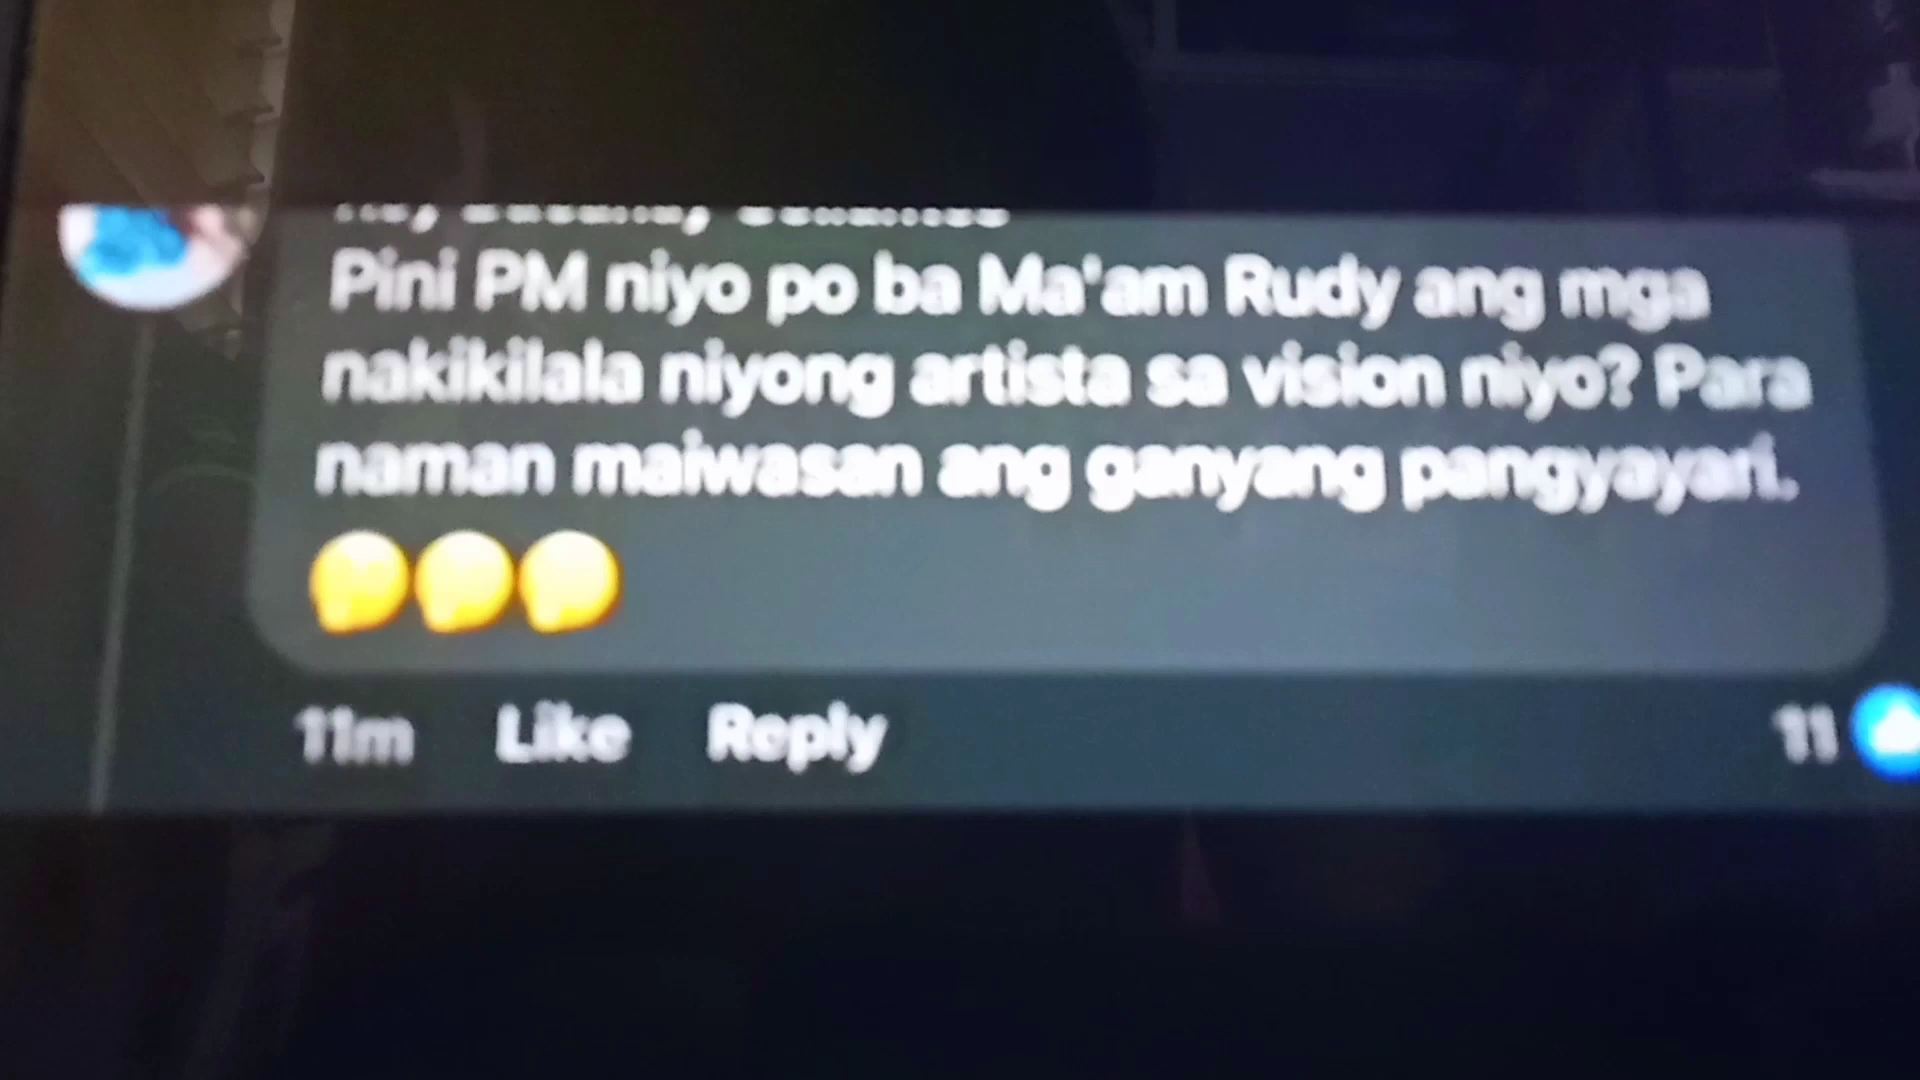 Pini PM niyo po ba Ma'am Rudy ang mga
nakikilala niyong artista sa vision niyo? Para
naman maiwasan ang ganyang pangyayari.
11m Like Reply 11